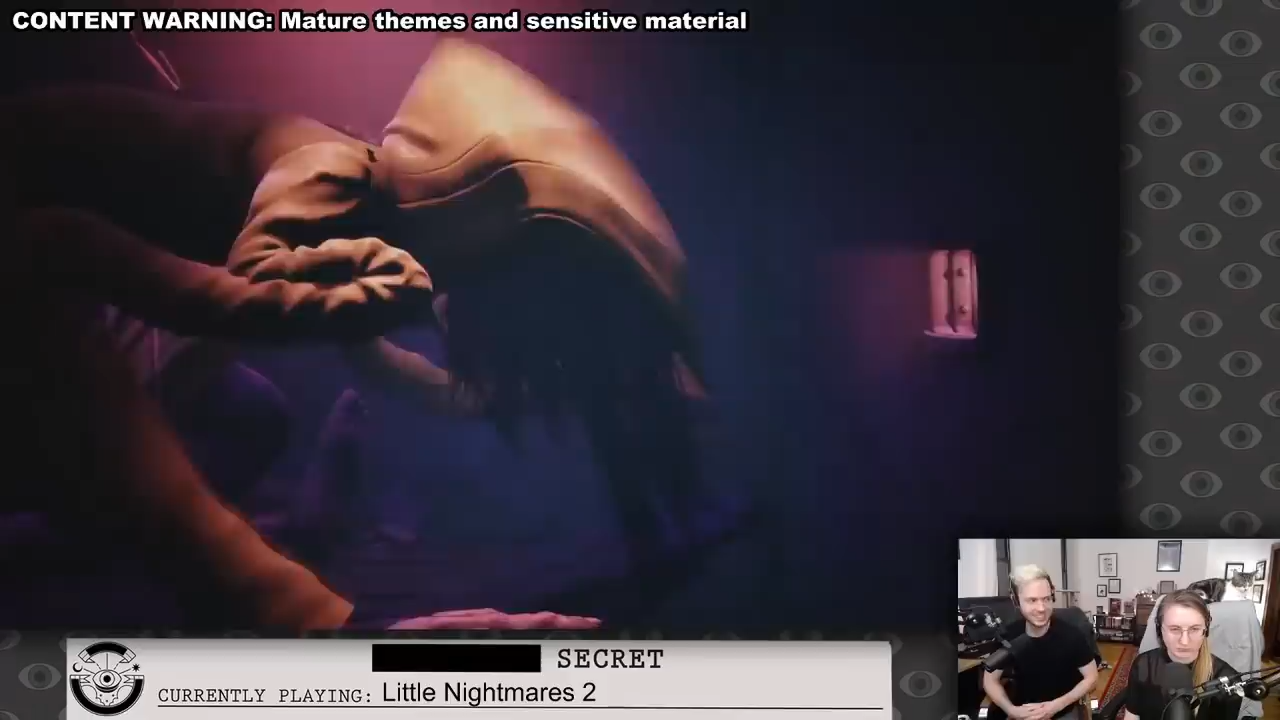 CONTENT WARNING: Mature themes and sensitive material
SECRET
CURRENTLY PLAYING: Little Nightmares 2